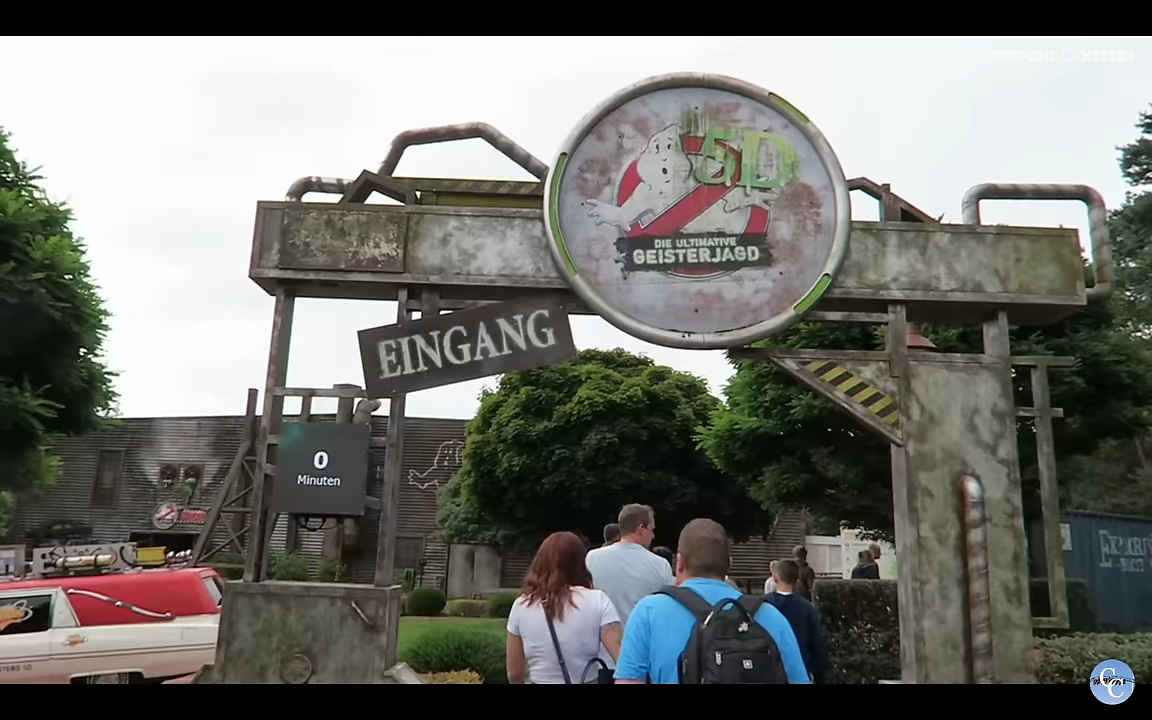 5D
DIE ULTIMATIVE
GEISTERJAGD
EINGANG
0
Minuten